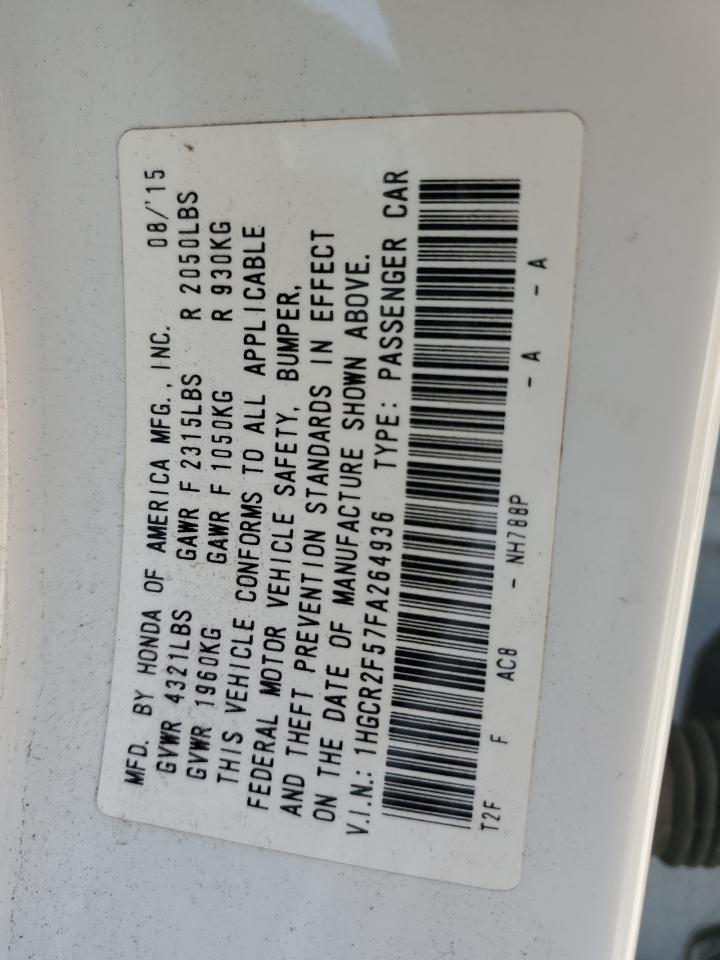 MFD. BY HONDA OF AMERICA MFG., INC. 08/'15
GVWR 4321LBS GAWR F 2315LBS R 2050LBS
GVWR 1960KG GAWR F 1050KG R 930KG
THIS VEHICLE CONFORMS TO ALL APPLICABLE
FEDERAL MOTOR VEHICLE SAFETY, BUMPER,
AND THEFT PREVENTION STANDARDS IN EFFECT
ON THE DATE OF MANUFACTURE SHOWN ABOVE.
V.I.N.: 1HGCR2F57FA264936 TYPE: PASSENGER CAR
T2F F AC8 - NH788P - A - A